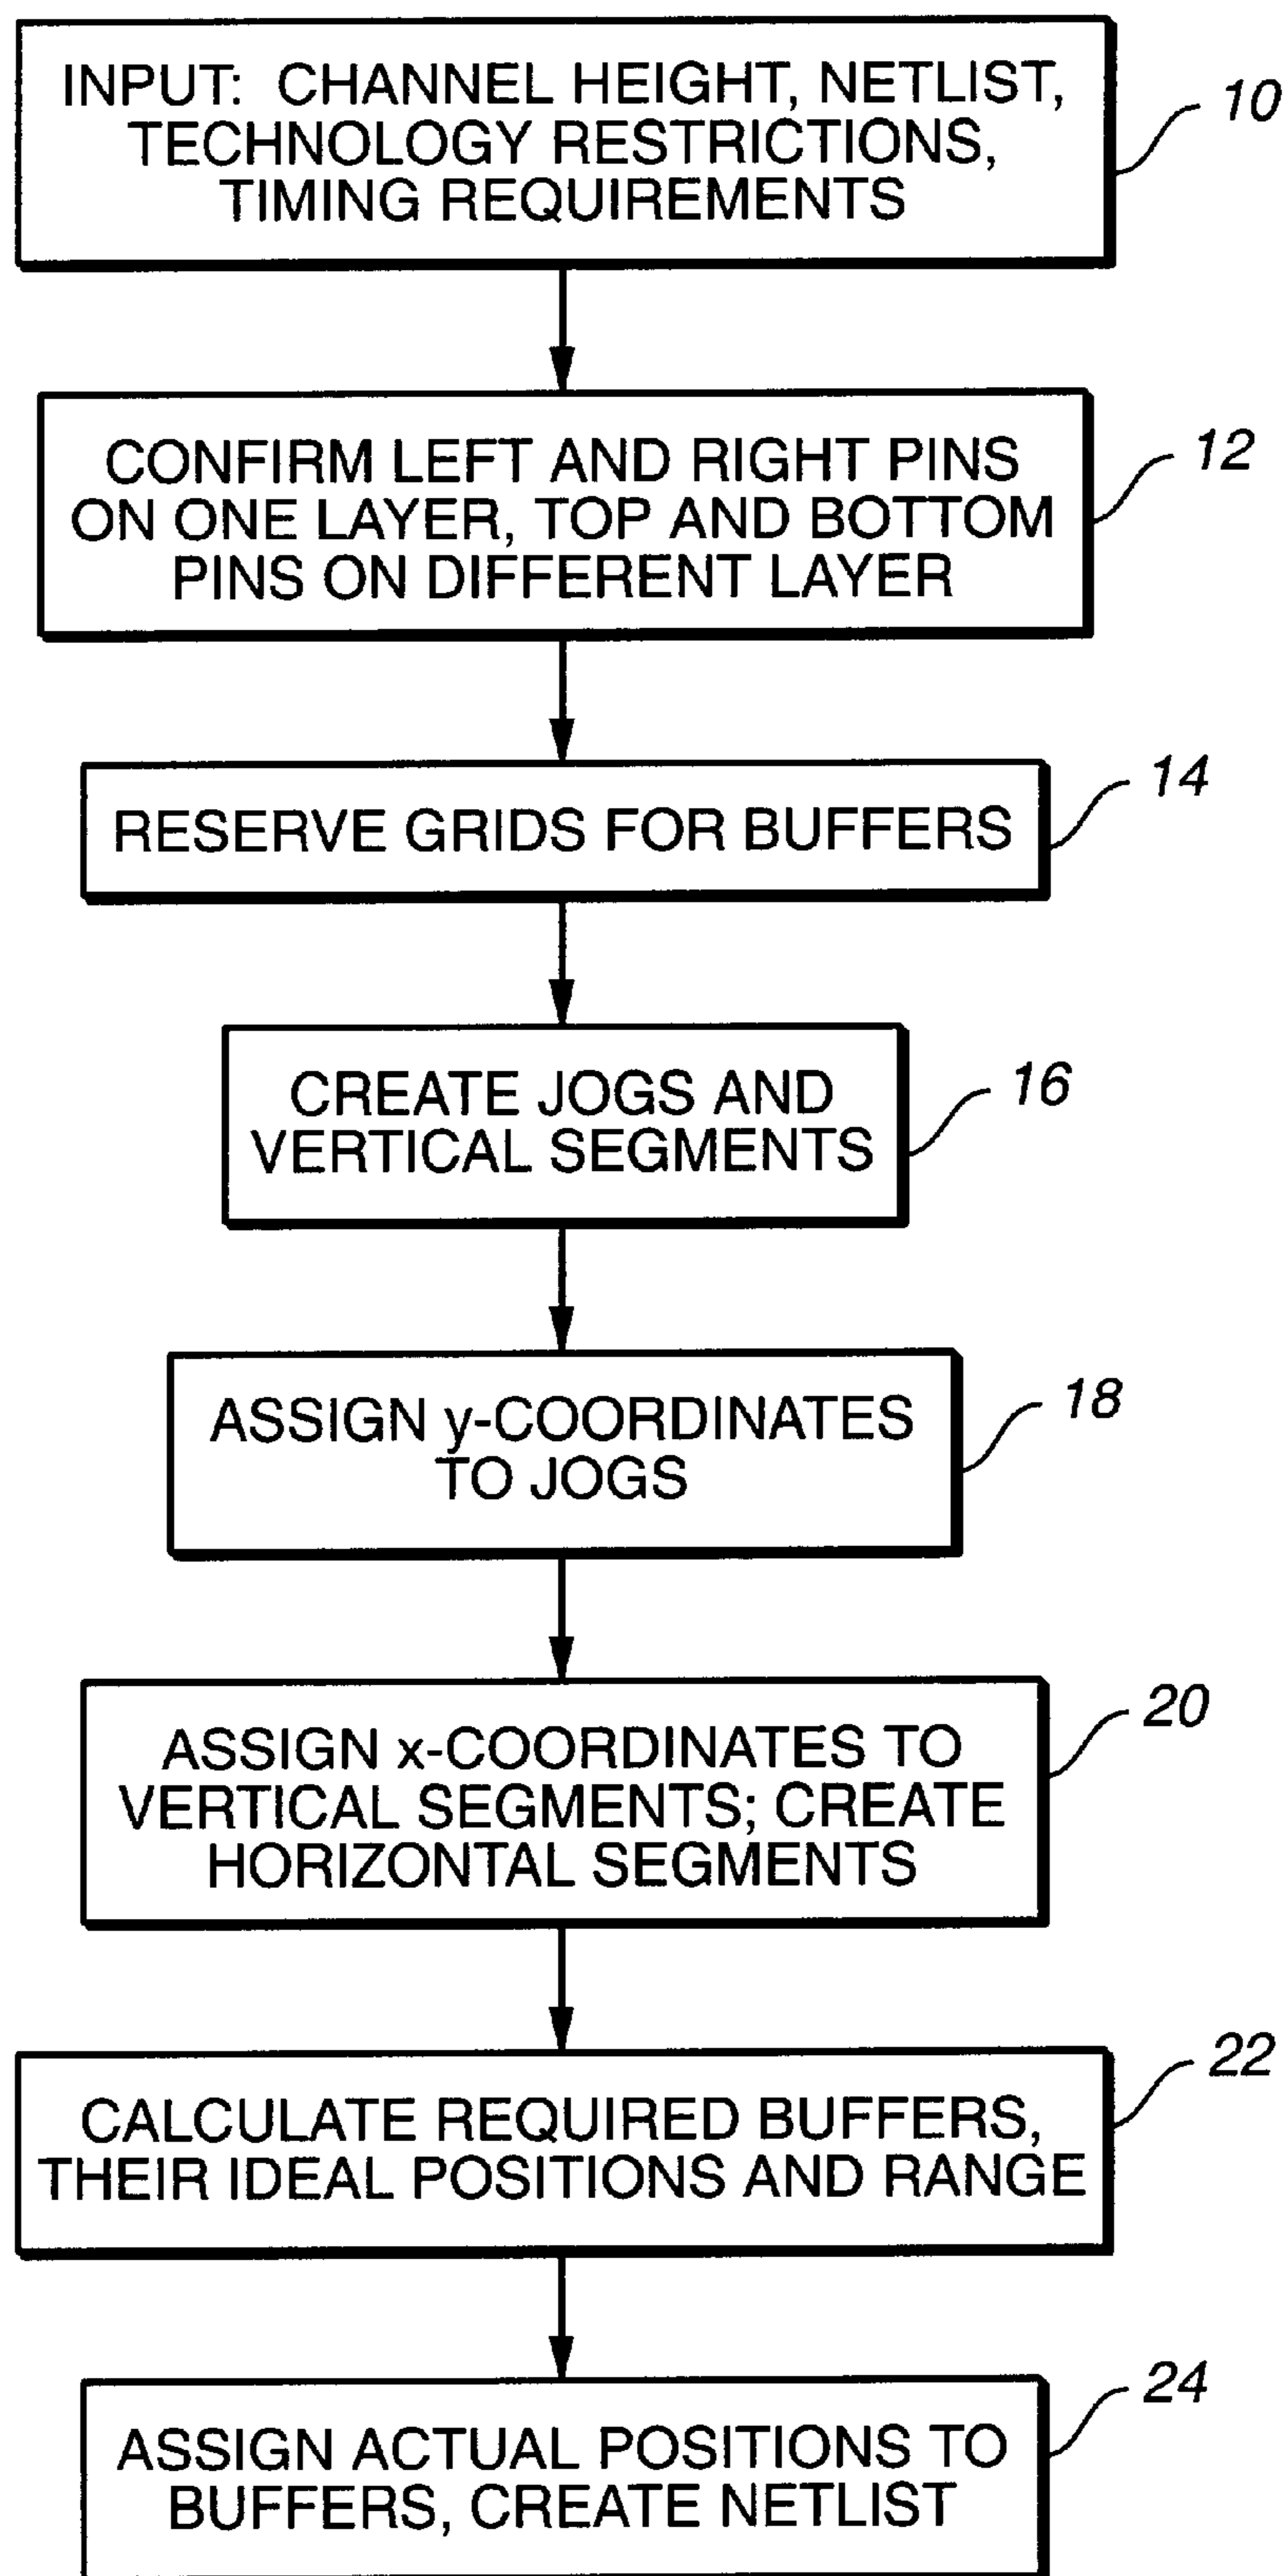 INPUT: CHANNEL HEIGHT, NETLIST,
TECHNOLOGY RESTRICTIONS,
TIMING REQUIREMENTS
10
CONFIRM LEFT AND RIGHT PINS
ON ONE LAYER, TOP AND BOTTOM
PINS ON DIFFERENT LAYER
12
RESERVE GRIDS FOR BUFFERS
14
CREATE JOGS AND
VERTICAL SEGMENTS
16
ASSIGN y-COORDINATES
TO JOGS
18
ASSIGN x-COORDINATES TO
VERTICAL SEGMENTS; CREATE
HORIZONTAL SEGMENTS
20
CALCULATE REQUIRED BUFFERS,
THEIR IDEAL POSITIONS AND RANGE
22
ASSIGN ACTUAL POSITIONS TO
BUFFERS, CREATE NETLIST
24